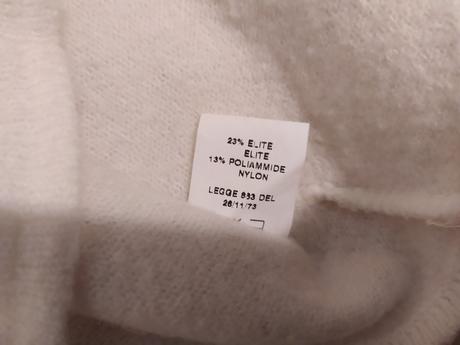 23% ELITE
ELITE
13% POLIAMMIDE
NYLON
LEGGE 883 DEL
26/11/73